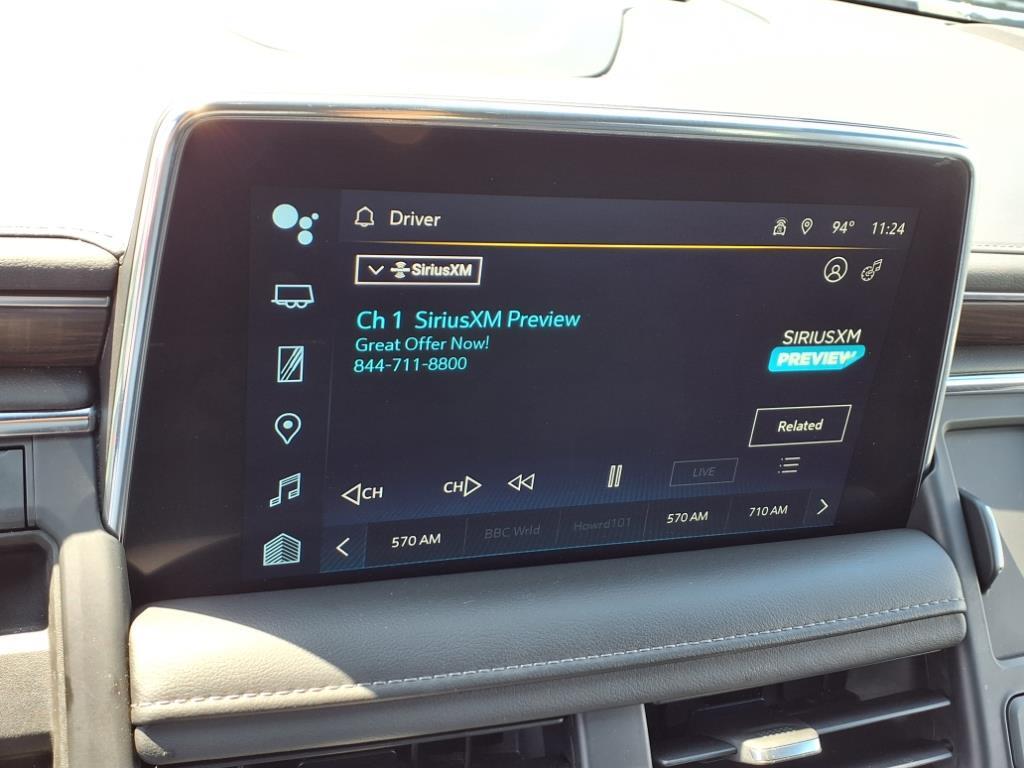 Driver
94° 11:24
SiriusXM
Ch 1 SiriusXM Preview
Great Offer Now!
844-711-8800
SIRIUSXM
PREVIEW
Related
CH
CH
LIVE
570 AM
BBC Wrld
Howrd101
570 AM
710 AM